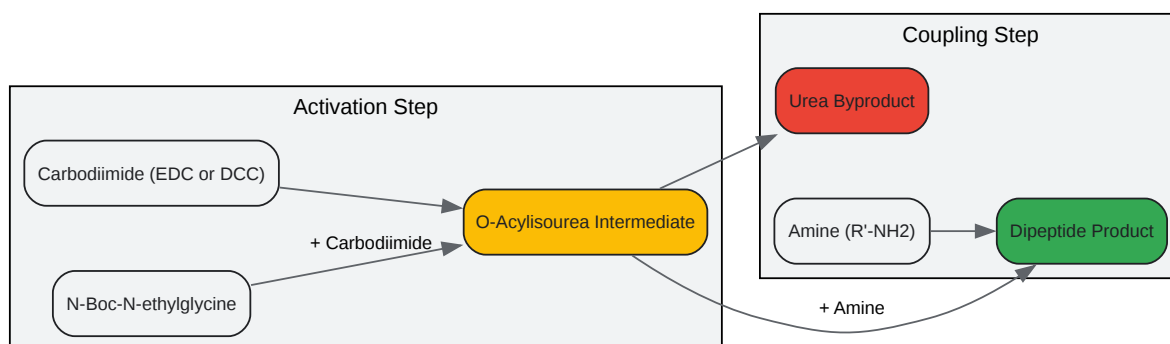 Coupling Step
Urea Byproduct
Activation Step
Carbodiimide (EDC or DCC)
O-Acylisourea Intermediate
Amine (R'-NH2)
Dipeptide Product
+ Carbodiimide
N-Boc-N-ethylglycine
+ Amine